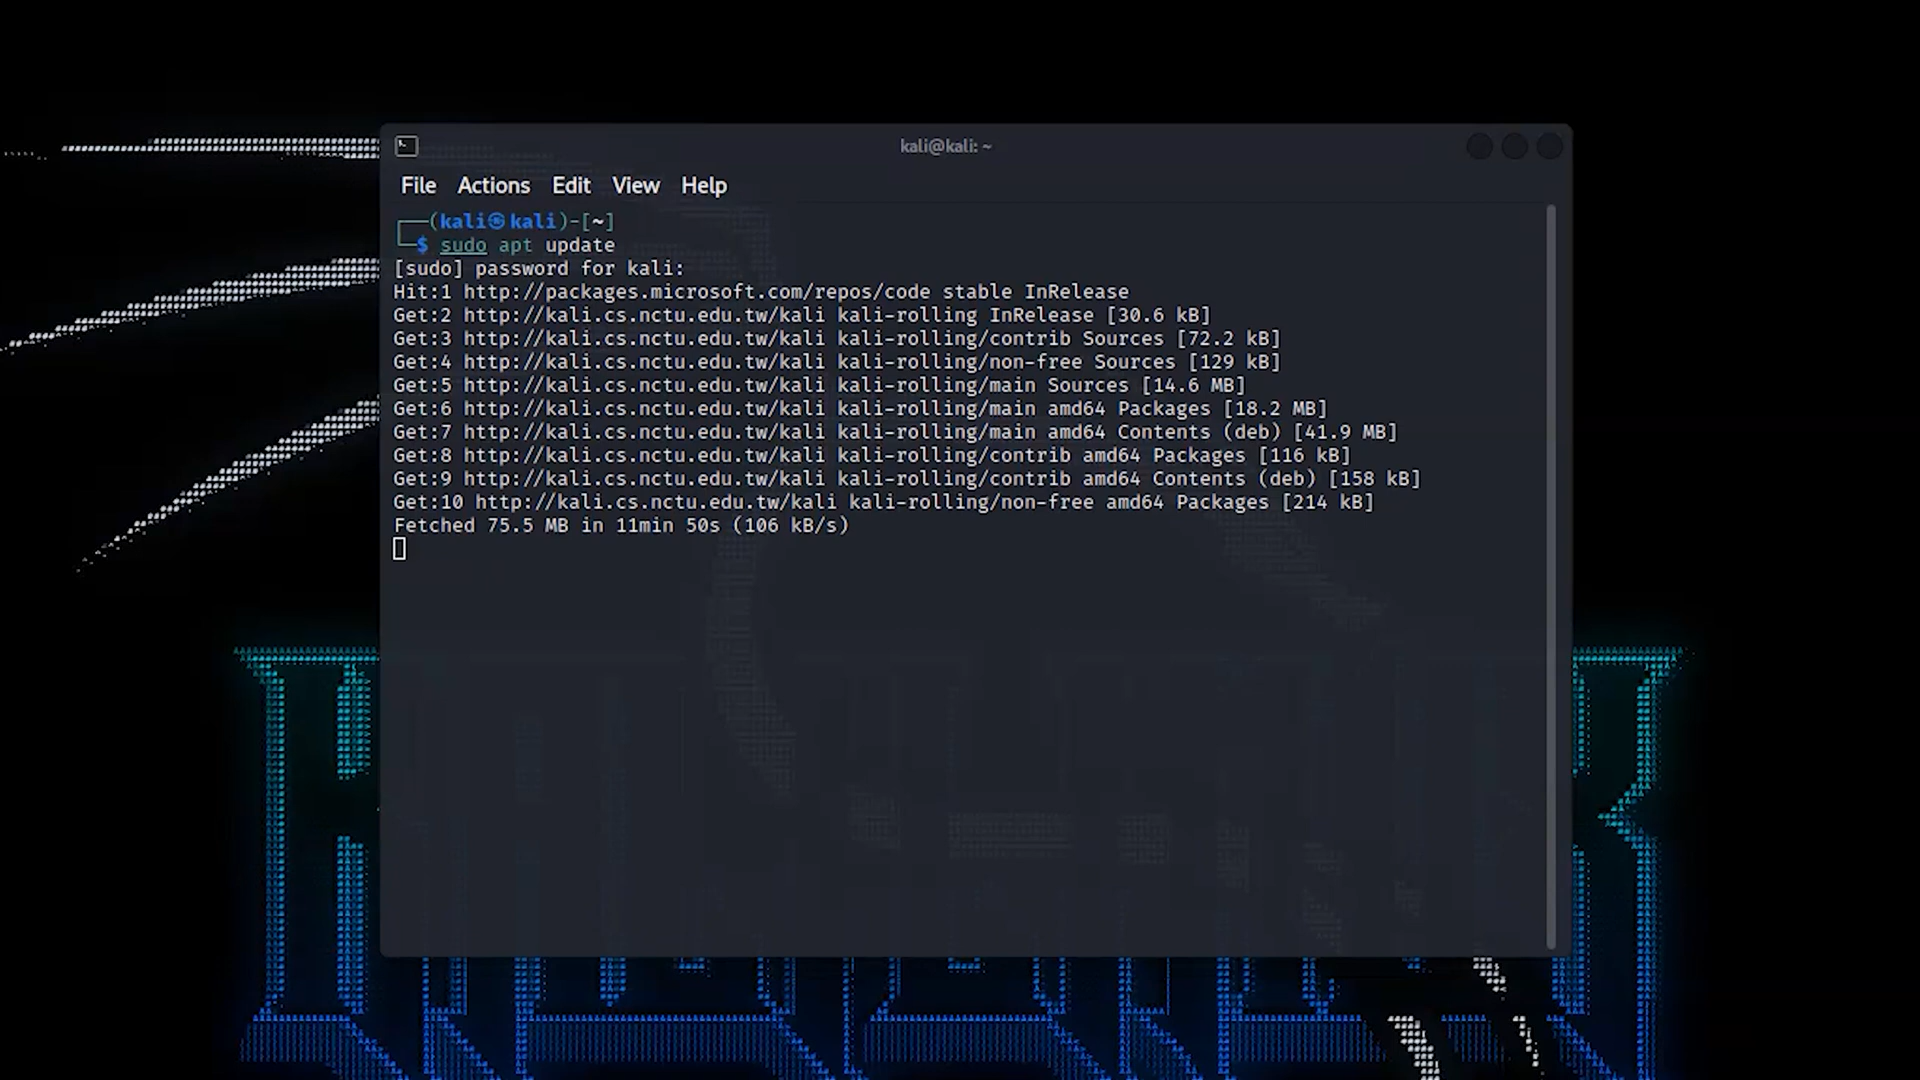 kali@kali: ~
File Actions Edit View Help
(kali㉿kali)-[~]
$ sudo apt update
[sudo] password for kali:
Hit:1 http://packages.microsoft.com/repos/code stable InRelease
Get:2 http://kali.cs.nctu.edu.tw/kali kali-rolling InRelease [30.6 kB]
Get:3 http://kali.cs.nctu.edu.tw/kali kali-rolling/contrib Sources [72.2 kB]
Get:4 http://kali.cs.nctu.edu.tw/kali kali-rolling/non-free Sources [129 kB]
Get:5 http://kali.cs.nctu.edu.tw/kali kali-rolling/main Sources [14.6 MB]
Get:6 http://kali.cs.nctu.edu.tw/kali kali-rolling/main amd64 Packages [18.2 MB]
Get:7 http://kali.cs.nctu.edu.tw/kali kali-rolling/main amd64 Contents (deb) [41.9 MB]
Get:8 http://kali.cs.nctu.edu.tw/kali kali-rolling/contrib amd64 Packages [116 kB]
Get:9 http://kali.cs.nctu.edu.tw/kali kali-rolling/contrib amd64 Contents (deb) [158 kB]
Get:10 http://kali.cs.nctu.edu.tw/kali kali-rolling/non-free amd64 Packages [214 kB]
Fetched 75.5 MB in 11min 50s (106 kB/s)